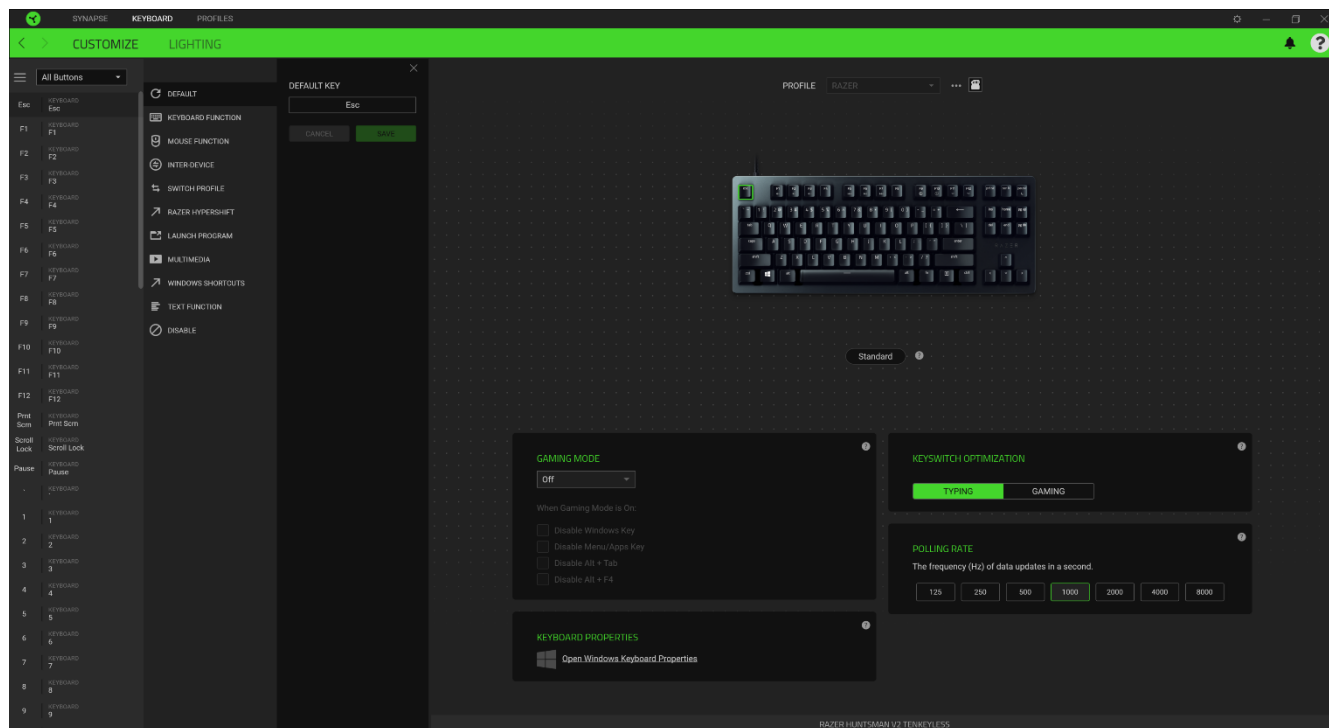 SYNAPSE KEYBOARD PROFILES
CUSTOMIZE LIGHTING
?
All Buttons
Esc KEYBOARD Esc
F1 KEYBOARD F1
F2 KEYBOARD F2
F3 KEYBOARD F3
F4 KEYBOARD F4
F5 KEYBOARD F5
F6 KEYBOARD F6
F7 KEYBOARD F7
F8 KEYBOARD F8
F9 KEYBOARD F9
F10 KEYBOARD F10
F11 KEYBOARD F11
F12 KEYBOARD F12
Prnt Scrn KEYBOARD Prnt Scrn
Scroll Lock KEYBOARD Scroll Lock
Pause KEYBOARD Pause
` KEYBOARD `
1 KEYBOARD 1
2 KEYBOARD 2
3 KEYBOARD 3
4 KEYBOARD 4
5 KEYBOARD 5
6 KEYBOARD 6
7 KEYBOARD 7
8 KEYBOARD 8
9 KEYBOARD 9
DEFAULT
KEYBOARD FUNCTION
MOUSE FUNCTION
INTER-DEVICE
SWITCH PROFILE
RAZER HYPERSHIFT
LAUNCH PROGRAM
MULTIMEDIA
WINDOWS SHORTCUTS
TEXT FUNCTION
DISABLE
DEFAULT KEY
Esc
CANCEL SAVE
PROFILE RAZER
Standard ?
GAMING MODE ?
Off
When Gaming Mode is On:
Disable Windows Key
Disable Menu/Apps Key
Disable Alt + Tab
Disable Alt + F4
KEYBOARD PROPERTIES ?
Open Windows Keyboard Properties
KEYSWITCH OPTIMIZATION ?
TYPING GAMING
POLLING RATE ?
The frequency (Hz) of data updates in a second.
125 250 500 1000 2000 4000 8000
RAZER HUNTSMAN V2 TENKEYLESS